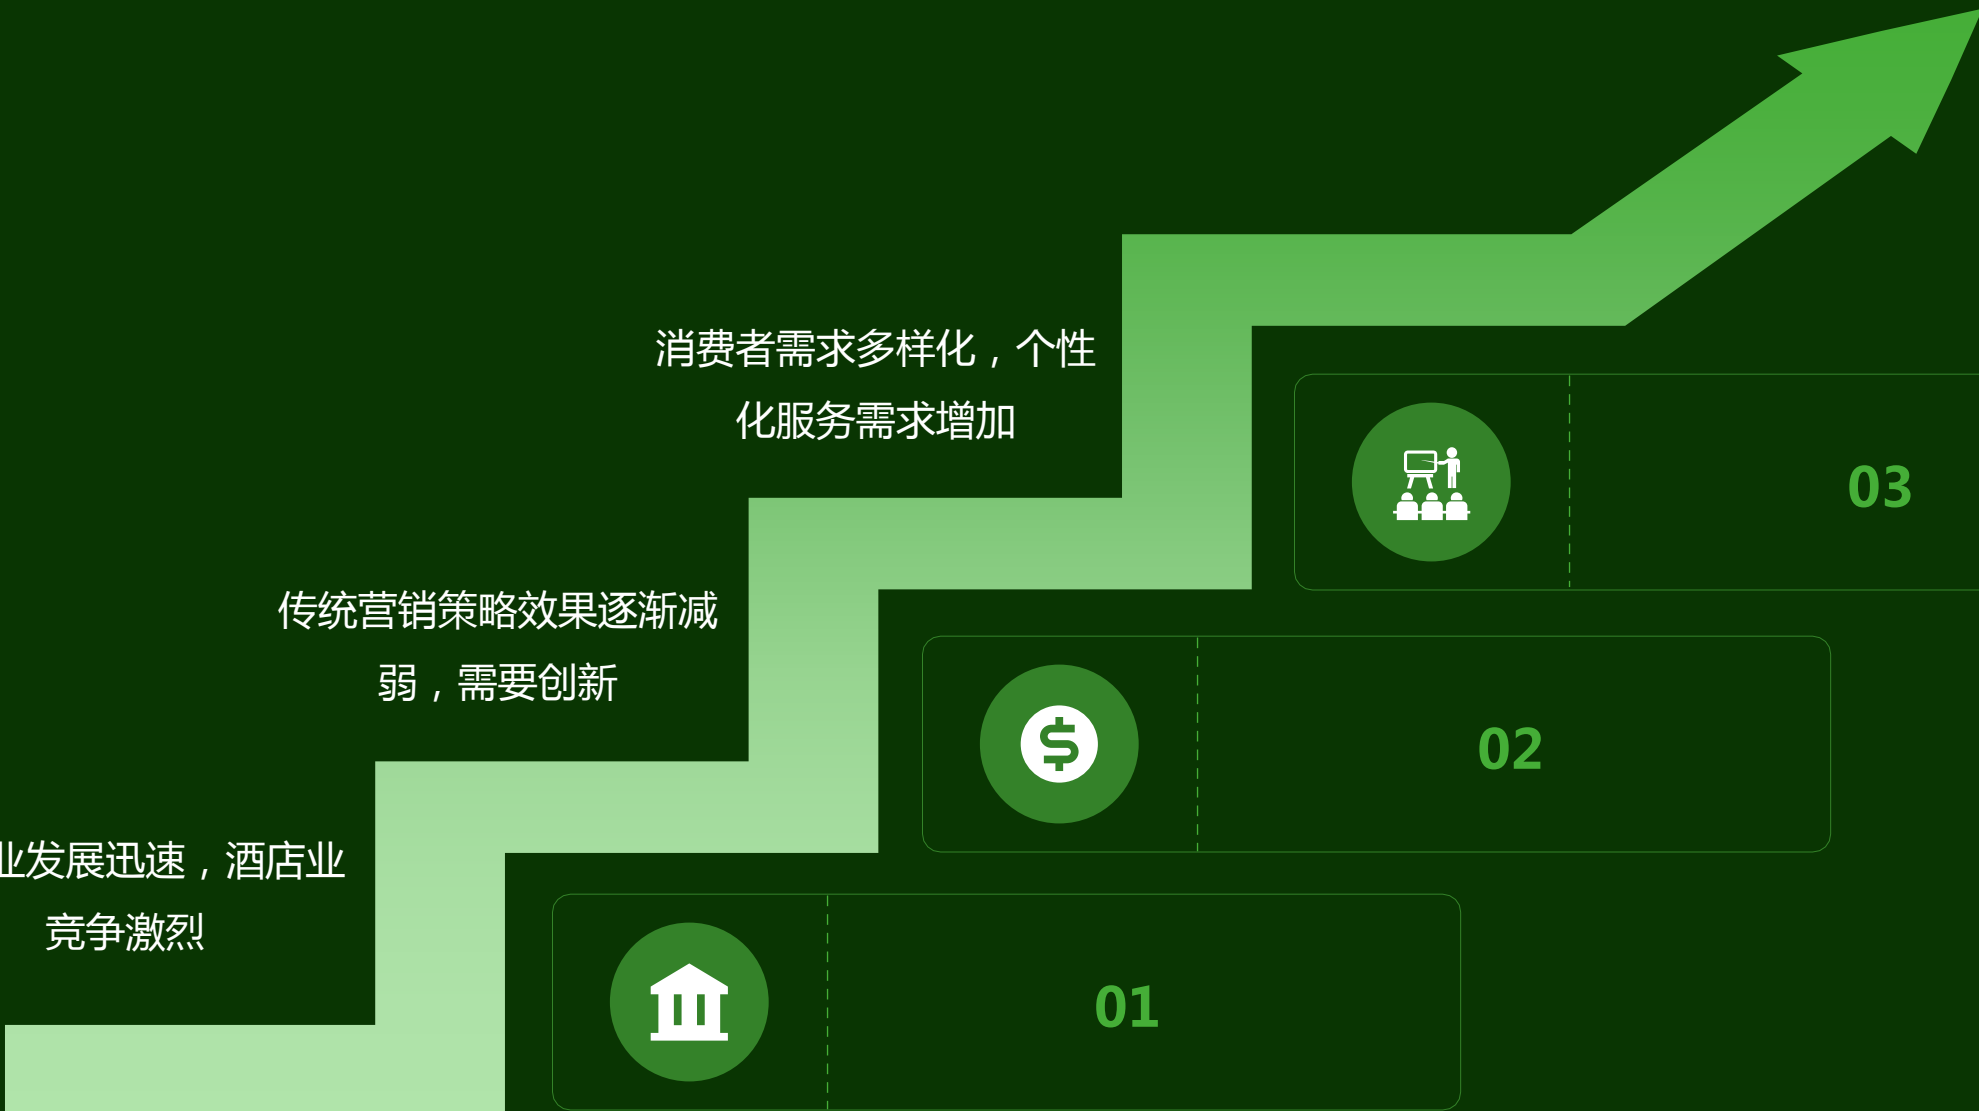 消费者需求多样化，个性
化服务需求增加
03
传统营销策略效果逐渐减
弱，需要创新
02
业发展迅速，酒店业
竞争激烈
01